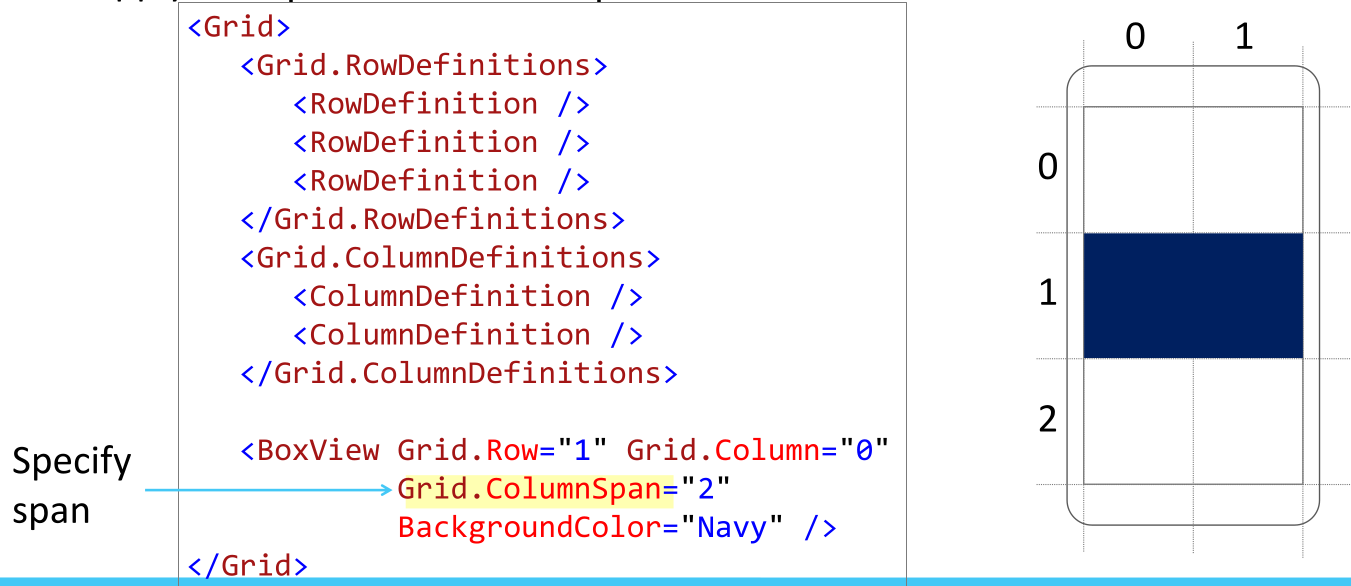 <Grid>
<Grid.RowDefinitions>
<RowDefinition />
<RowDefinition />
<RowDefinition />
</Grid.RowDefinitions>
<Grid.ColumnDefinitions>
<ColumnDefinition />
<ColumnDefinition />
</Grid.ColumnDefinitions>
<BoxView Grid.Row="1" Grid.Column="0"
Grid.ColumnSpan="2"
BackgroundColor="Navy" />
</Grid>
Specify
span
0 1
0
1
2